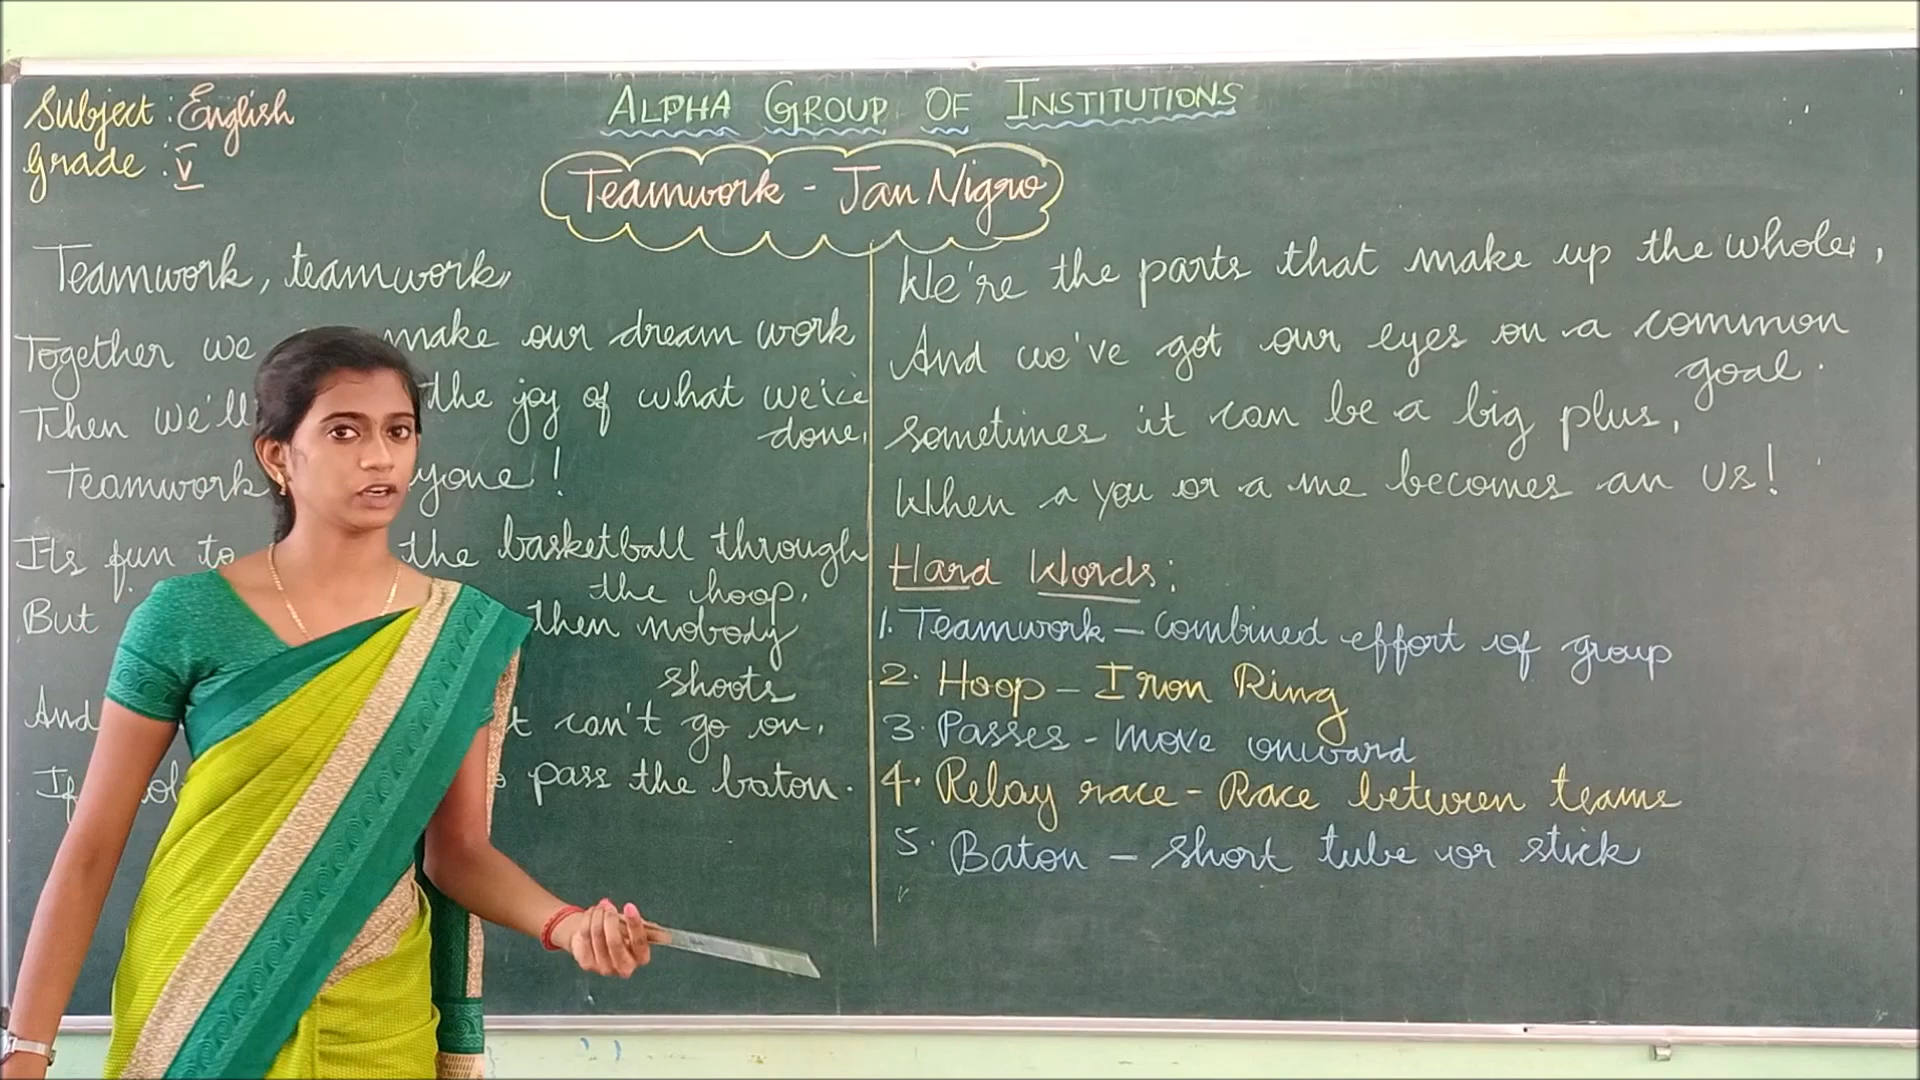 Subject : English
Grade : V
ALPHA GROUP OF INSTITUTIONS
Teamwork - Jan Nigro
Teamwork, teamwork,
Together we make our dream work
Then we'll the joy of what we've
done,
Teamwork yone!
Its fun to the basketball through
the hoop,
But then nobody
shoots
And t can't go on,
If pass the baton.
We're the parts that make up the whole,
And we've got our eyes on a common
goal.
Sometimes it can be a big plus,
When a you or a me becomes an us!
Hard Words:
1. Teamwork – combined effort of group
2. Hoop – Iron Ring
3. Passes - Move onward
4. Relay race - Race between teams
5. Baton – short tube or stick